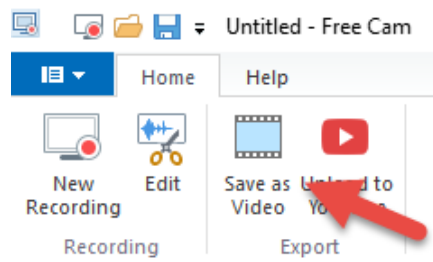 Untitled - Free Cam
Home Help
New Recording
Edit
Save as Video
Upload to
Recording
Export